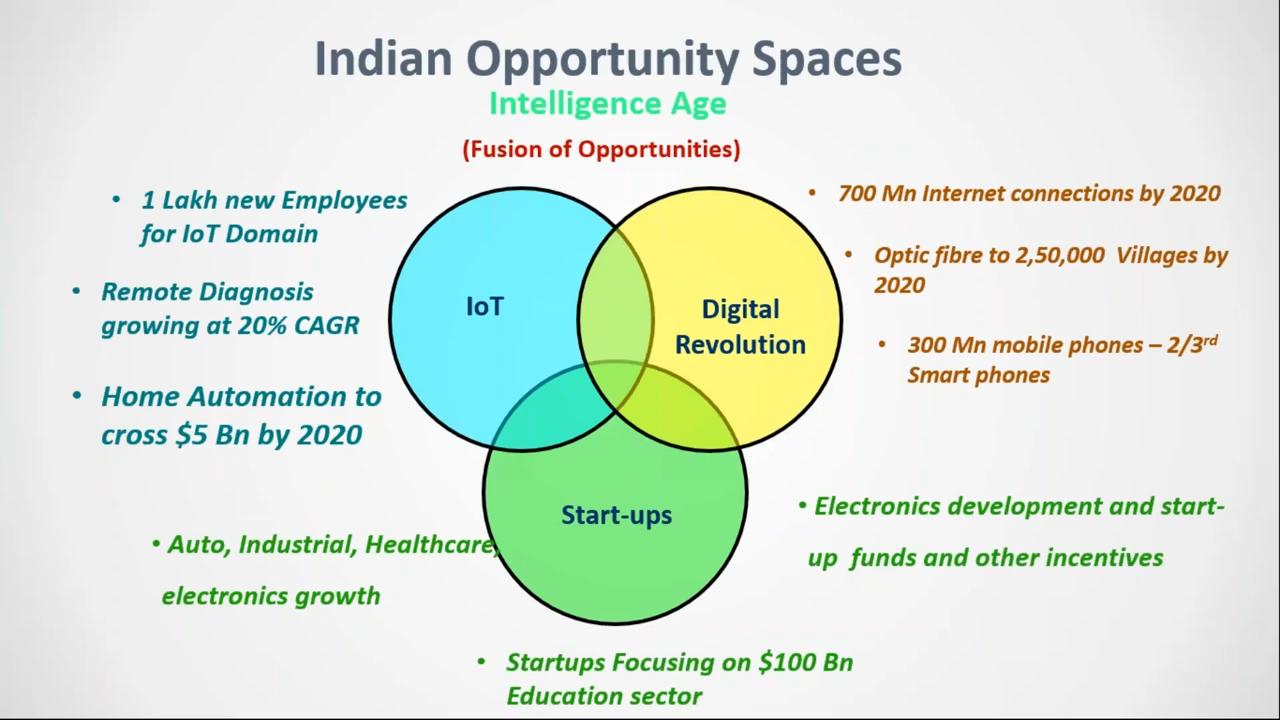 Indian Opportunity Spaces
Intelligence Age
(Fusion of Opportunities)
• 1 Lakh new Employees
for IoT Domain
• Remote Diagnosis
growing at 20% CAGR
• Home Automation to
cross $5 Bn by 2020
IoT
Digital
Revolution
Start-ups
• 700 Mn Internet connections by 2020
• Optic fibre to 2,50,000 Villages by
2020
• 300 Mn mobile phones – 2/3rd
Smart phones
• Auto, Industrial, Healthcare,
electronics growth
• Electronics development and start-
up funds and other incentives
• Startups Focusing on $100 Bn
Education sector